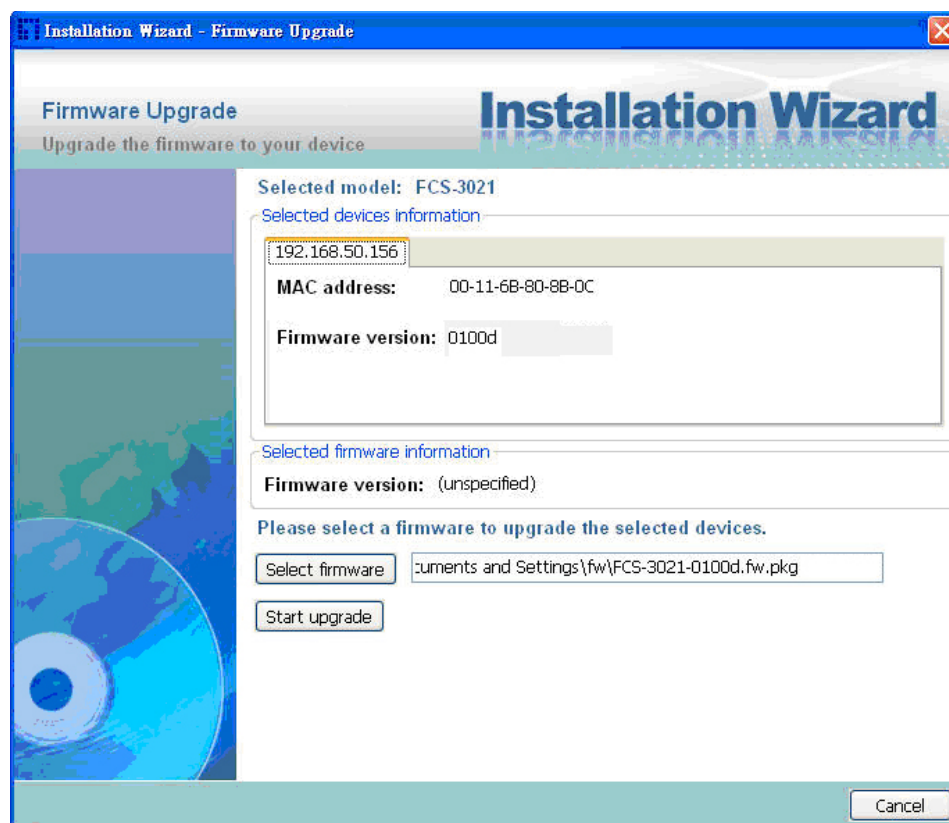 Installation Wizard - Firmware Upgrade
Firmware Upgrade
Installation Wizard
Upgrade the firmware to your device
Selected model: FCS-3021
Selected devices information
192.168.50.156
MAC address: 00-11-6B-80-8B-0C
Firmware version: 0100d
Selected firmware information
Firmware version: (unspecified)
Please select a firmware to upgrade the selected devices.
Select firmware cuments and Settings\fw\FCS-3021-0100d.fw.pkg
Start upgrade
Cancel